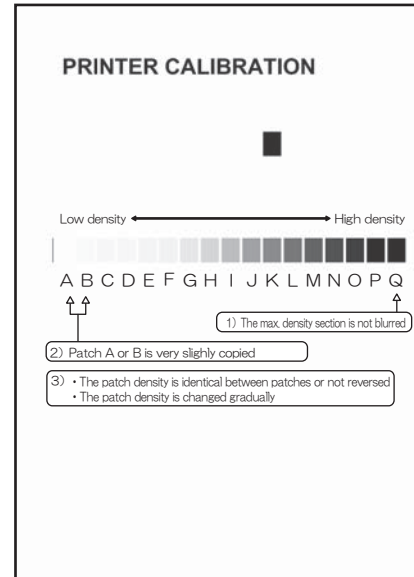 PRINTER CALIBRATION
Low density High density
A B C D E F G H I J K L M N O P Q
1) The max. density section is not blurred
2) Patch A or B is very slighly copied
3) • The patch density is identical between patches or not reversed
• The patch density is changed gradually